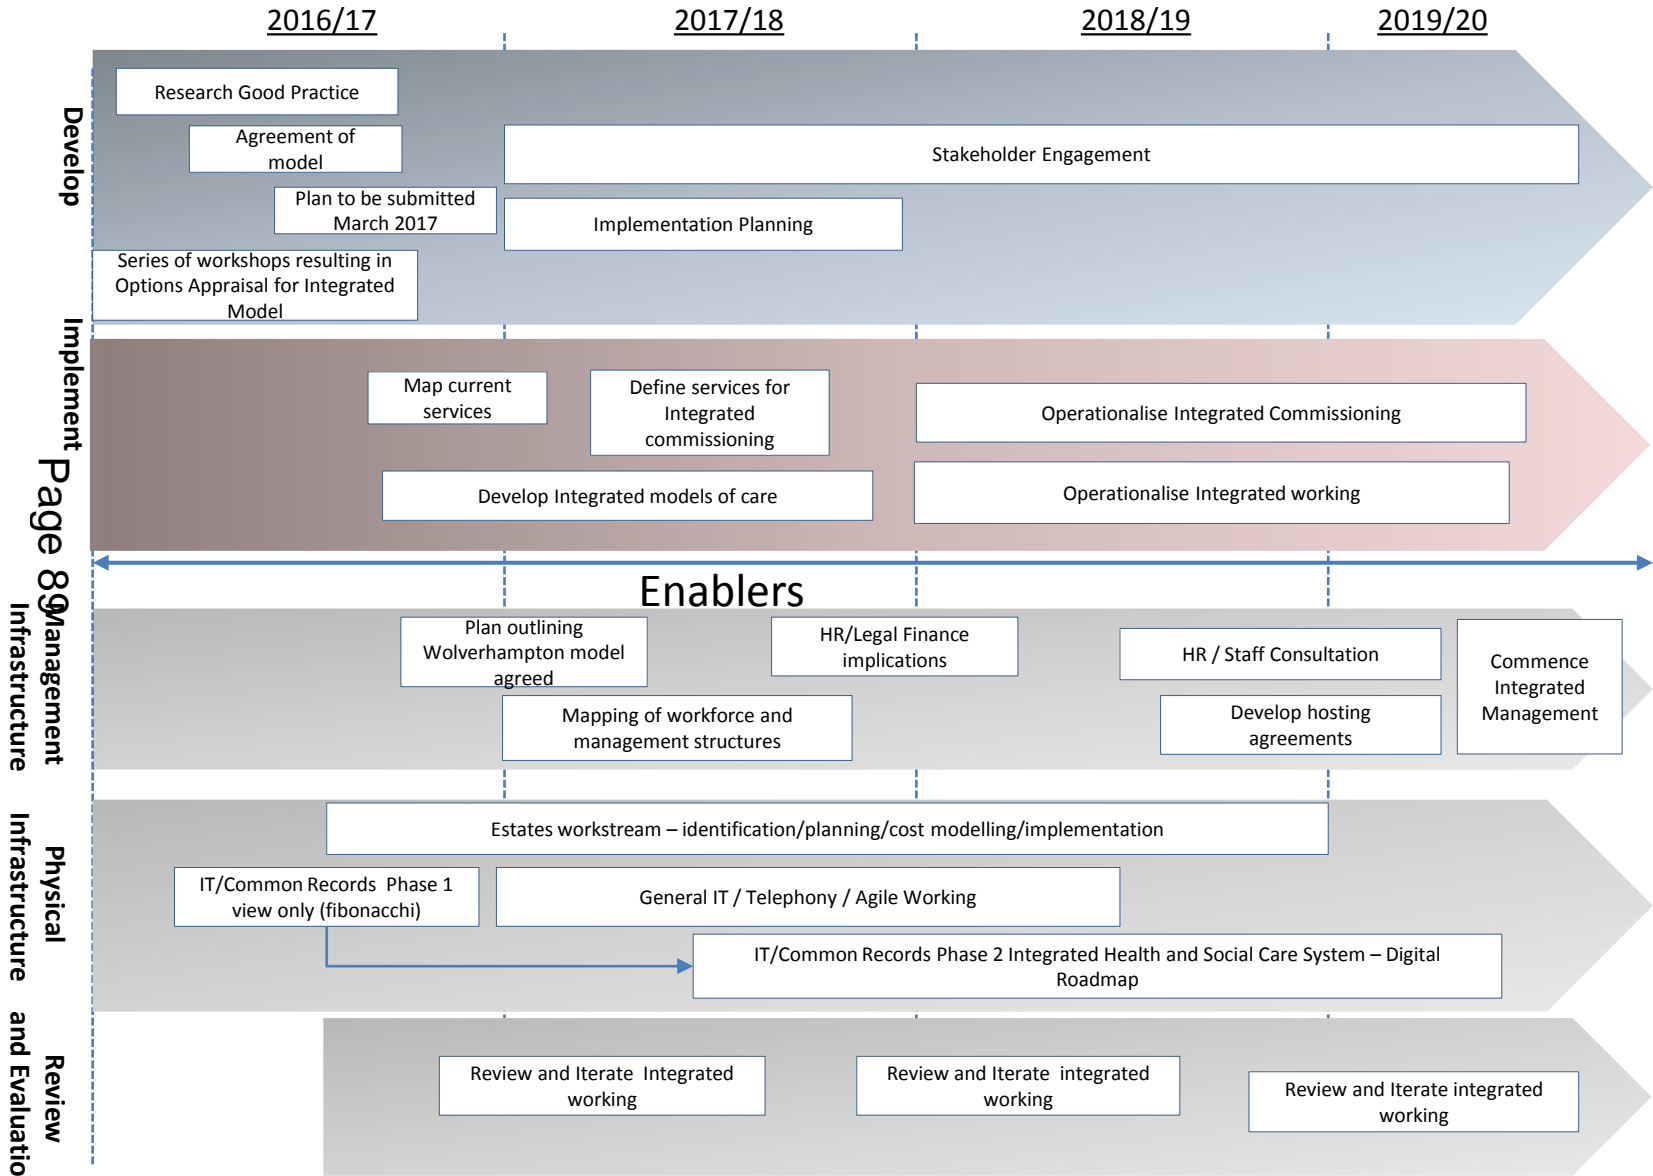 2016/17
2017/18
2018/19
2019/20
Develop
Research Good Practice
Agreement of
model
Plan to be submitted
March 2017
Series of workshops resulting in
Options Appraisal for Integrated
Model
Stakeholder Engagement
Implementation Planning
Implement
Map current
services
Define services for
Integrated
commissioning
Operationalise Integrated Commissioning
Develop Integrated models of care
Operationalise Integrated working
Page 89
Enablers
Management
Infrastructure
Plan outlining
Wolverhampton model
agreed
HR/Legal Finance
implications
HR / Staff Consultation
Commence
Integrated
Management
Mapping of workforce and
management structures
Develop hosting
agreements
Physical
Infrastructure
Estates workstream – identification/planning/cost modelling/implementation
IT/Common Records  Phase 1
view only (fibonacchi)
General IT / Telephony / Agile Working
IT/Common Records Phase 2 Integrated Health and Social Care System – Digital
Roadmap
Review
and Evaluatio
Review and Iterate  Integrated
working
Review and Iterate  integrated
working
Review and Iterate integrated
working